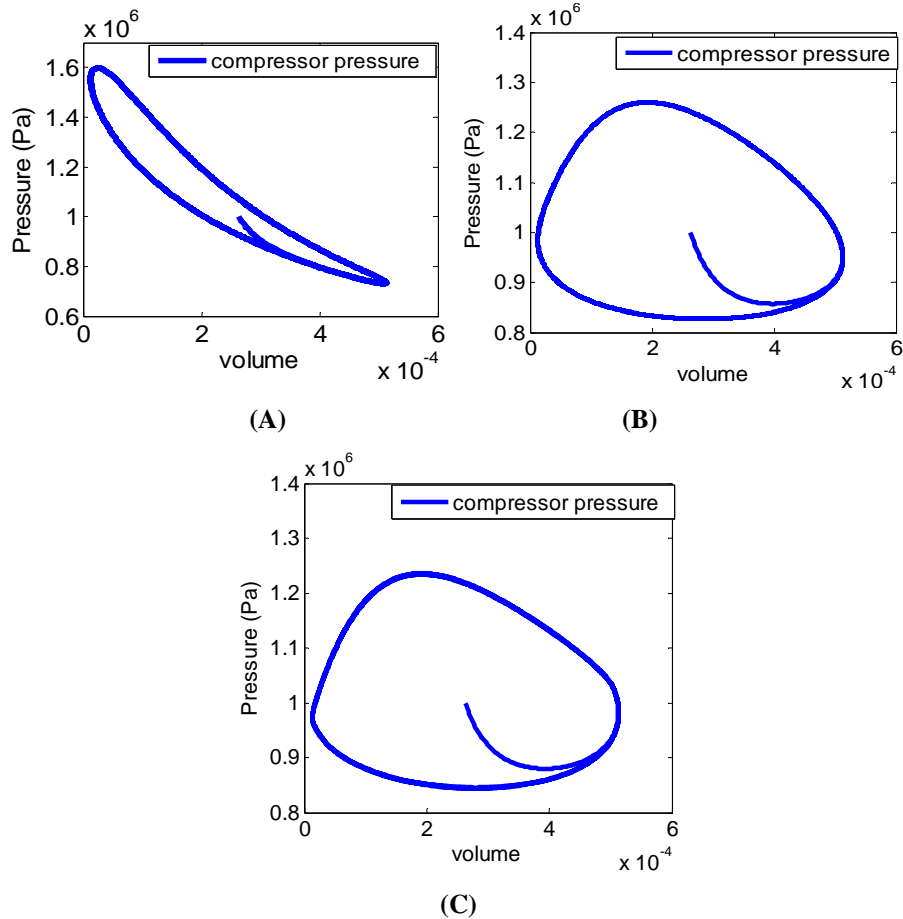 x 10^6
compressor pressure
1.6
1.4
1.2
1
0.8
0.6
Pressure (Pa)
0
2
4
6
volume
x 10^-4
(A)
x 10^6
compressor pressure
1.4
1.3
1.2
1.1
1
0.9
0.8
Pressure (Pa)
0
2
4
6
volume
x 10^-4
(B)
x 10^6
compressor pressure
1.4
1.3
1.2
1.1
1
0.9
0.8
Pressure (Pa)
0
2
4
6
volume
x 10^-4
(C)